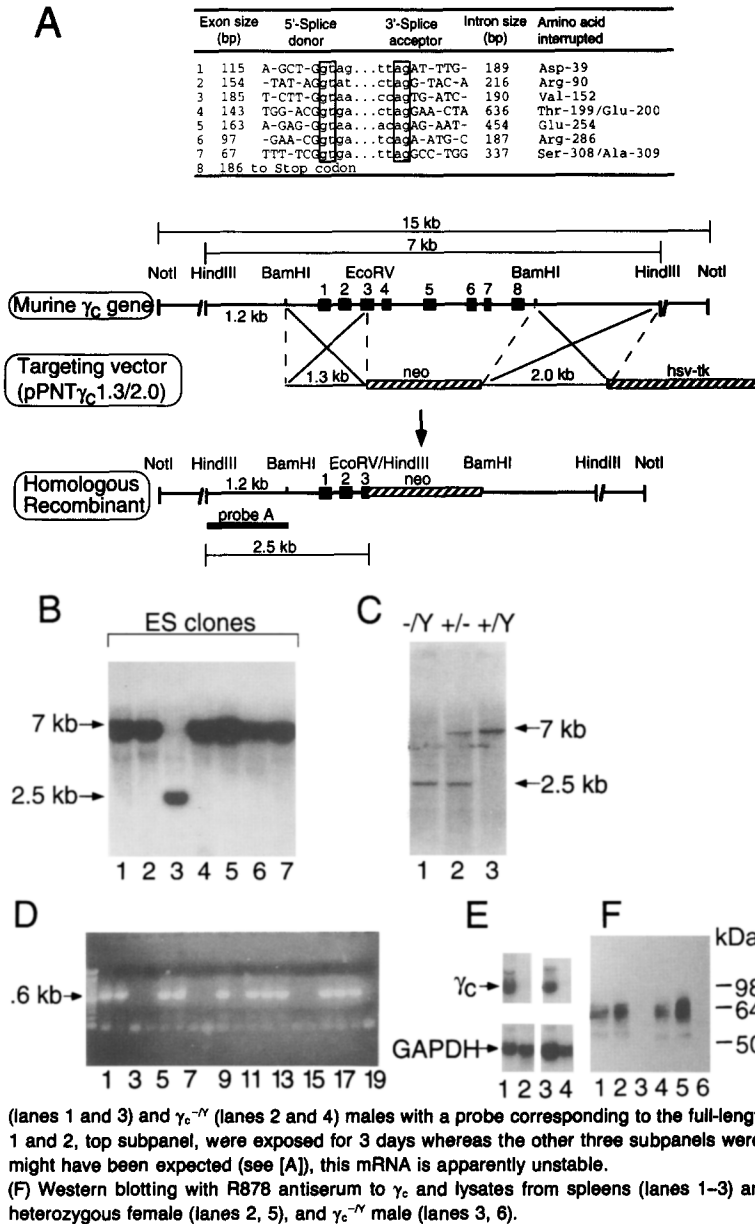 A
Exon size (bp) 5'-Splice donor 3'-Splice acceptor Intron size (bp) Amino acid interrupted
1 115 A-GCT-Ggtag...ttagAT-TTG- 189 Asp-39
2 154 -TAT-AGgtat...ctagG-TAC-A 216 Arg-90
3 185 T-CTT-Ggtaa...ccagTG-ATC- 190 Val-152
4 143 TGG-ACGgtga...ttagGAA-CTA 636 Thr-199/Glu-200
5 163 A-GAG-Ggtaa...acagAG-AAT- 454 Glu-254
6 97 -GAA-CGgtga...tcagA-ATG-C 187 Arg-286
7 67 TTT-TCGgtga...ttagGCC-TGG 337 Ser-308/Ala-309
8 186 to Stop codon
15 kb
7 kb
NotI HindIII BamHI EcoRV BamHI HindIII NotI
1 2 3 4 5 6 7 8
Murine γc gene
1.2 kb
Targeting vector
(pPNTγc1.3/2.0)
1.3 kb neo 2.0 kb hsv-tk
NotI HindIII BamHI EcoRV/HindIII BamHI HindIII NotI
Homologous
Recombinant
1.2 kb 1 2 3 neo
probe A
2.5 kb
B
ES clones
7 kb
2.5 kb
1 2 3 4 5 6 7
C
-/Y +/- +/Y
7 kb
2.5 kb
1 2 3
D
.6 kb
1 3 5 7 9 11 13 15 17 19
E
γc
GAPDH
1 2 3 4
F
kDa
98
64
50
1 2 3 4 5 6
(lanes 1 and 3) and γc-/Y (lanes 2 and 4) males with a probe corresponding to the full-length
1 and 2, top subpanel, were exposed for 3 days whereas the other three subpanels were
might have been expected (see [A]), this mRNA is apparently unstable.
(F) Western blotting with R878 antiserum to γc and lysates from spleens (lanes 1–3) an
heterozygous female (lanes 2, 5), and γc-/Y male (lanes 3, 6).